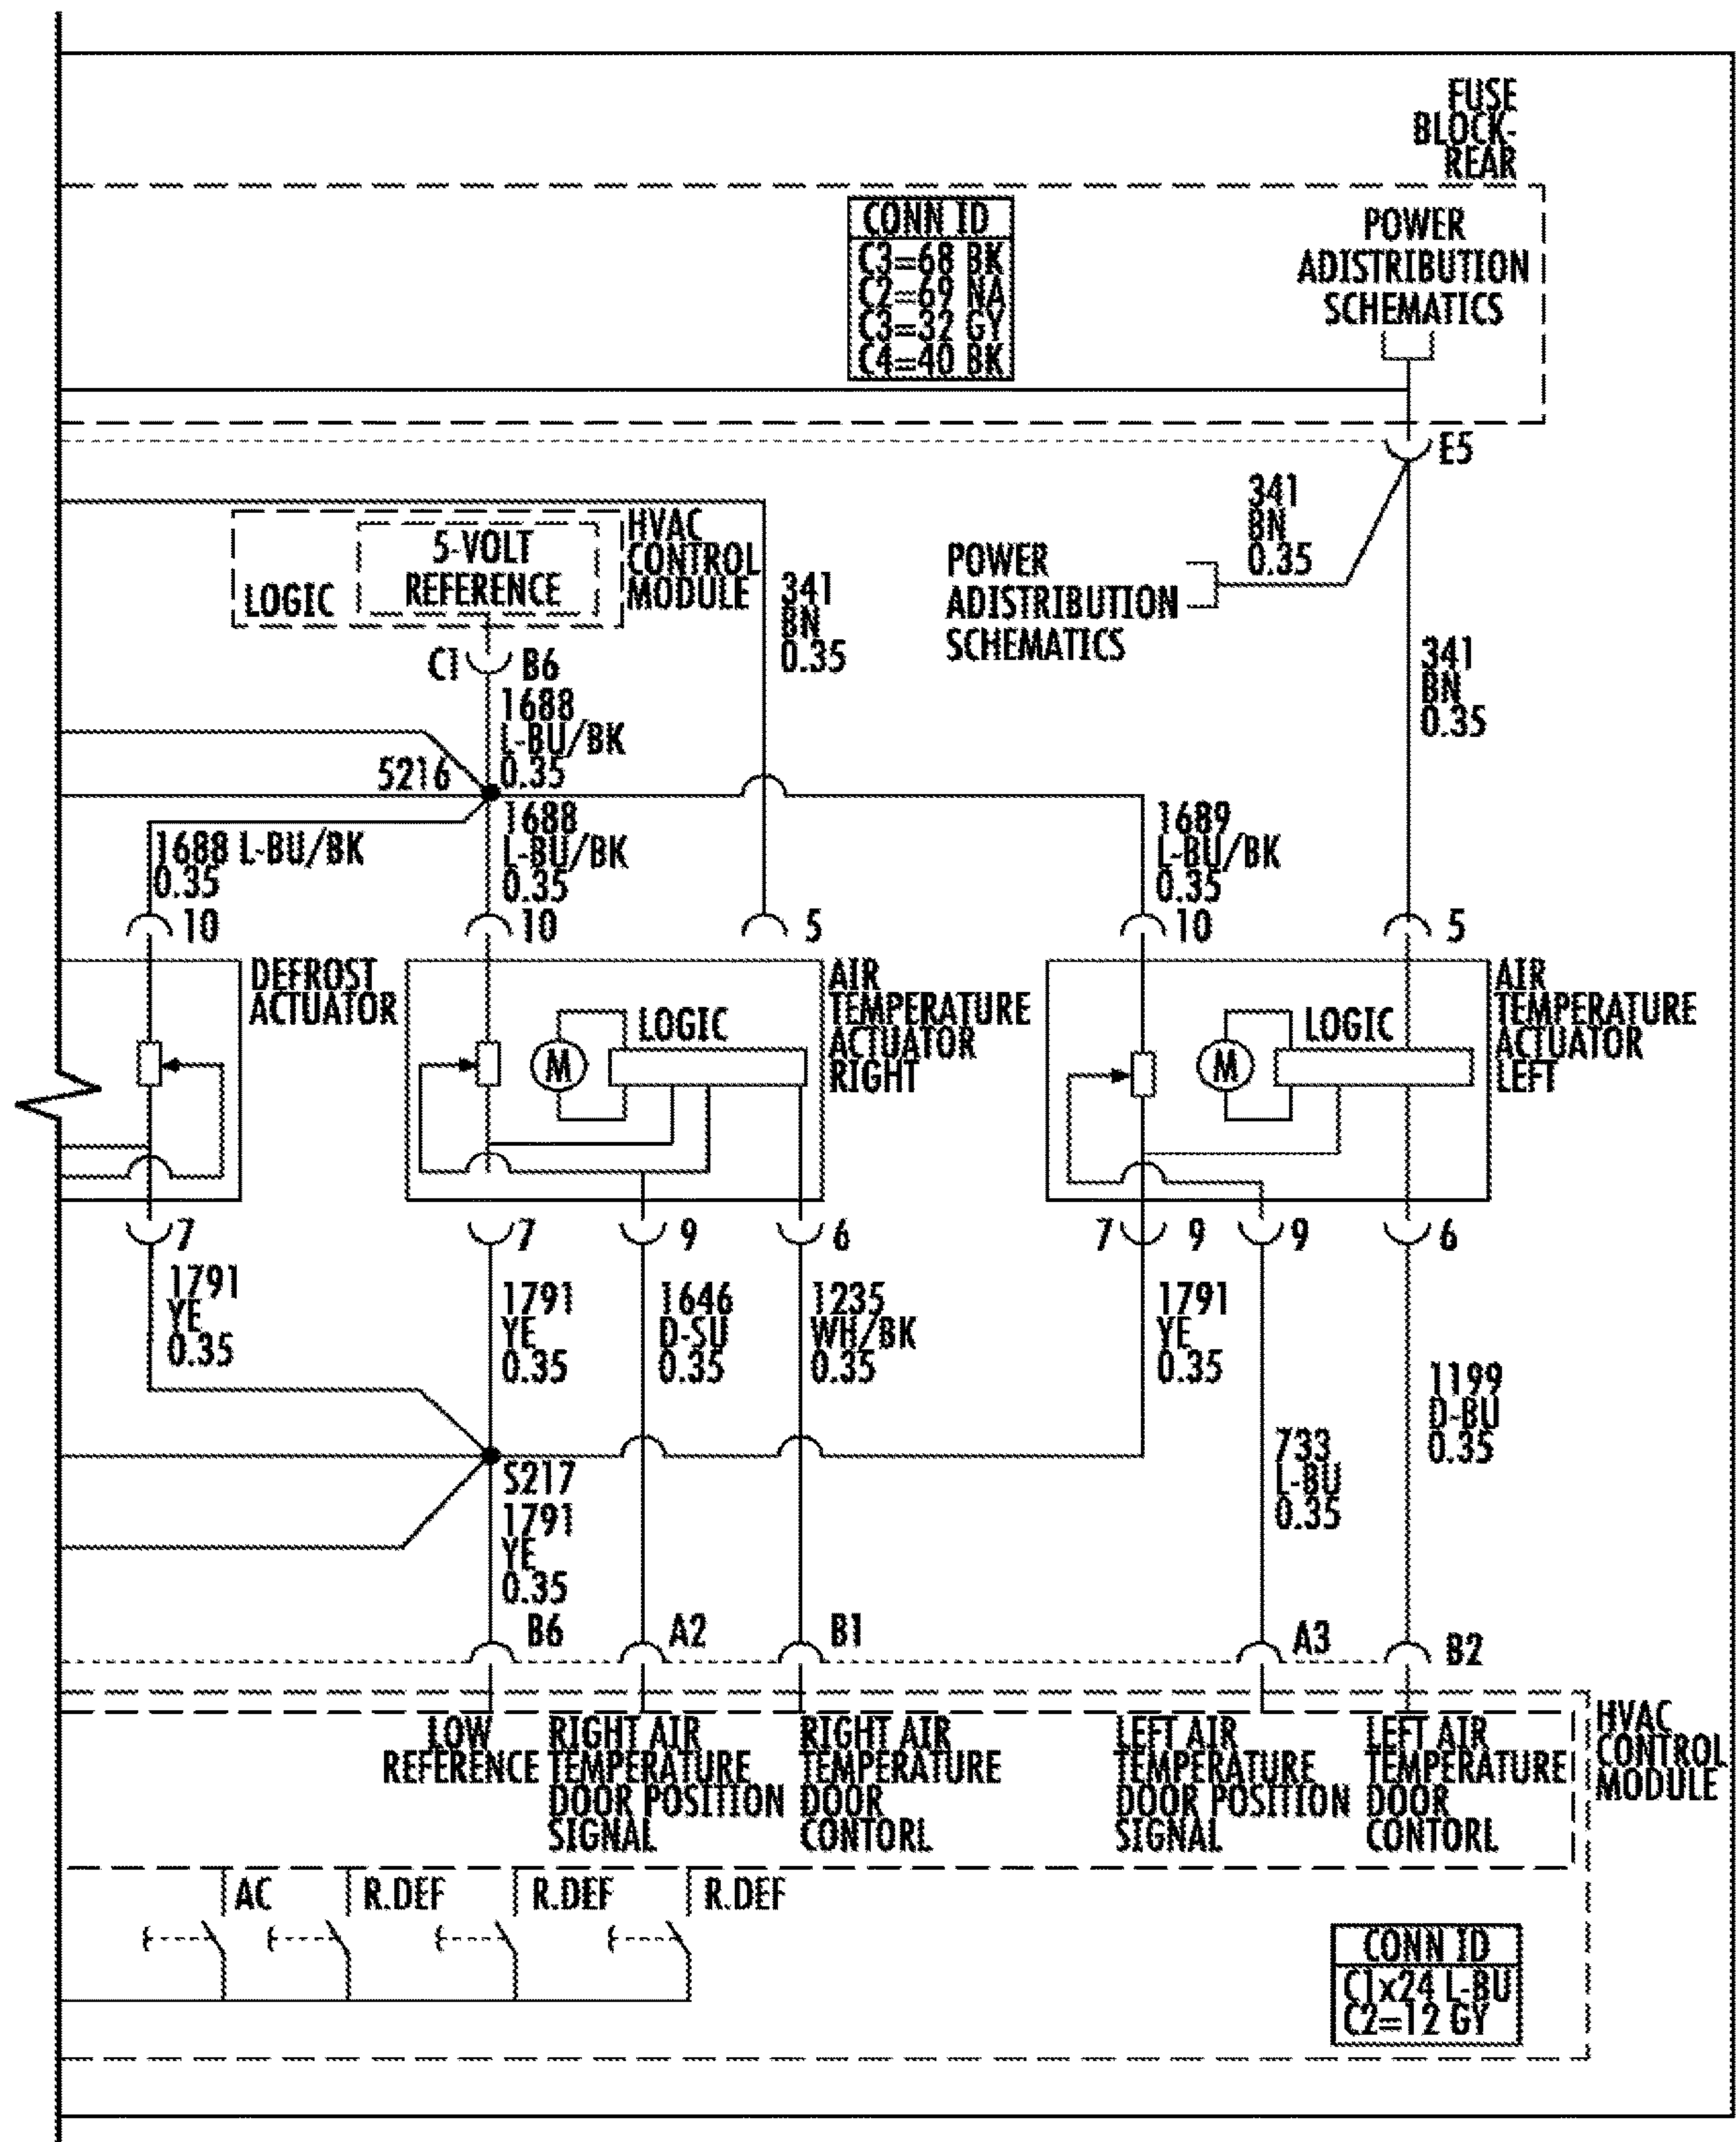 FUSE
BLOCK-
REAR
CONN ID
C3=68 BK
C2=69 NA
C3=32 GY
C4=40 BK
POWER
ADISTRIBUTION
SCHEMATICS
E5
341
BN
0.35
POWER
ADISTRIBUTION
SCHEMATICS
HVAC
CONTROL
MODULE
5-VOLT
REFERENCE
LOGIC
341
BN
0.35
341
BN
0.35
C1
B6
1688
L-BU/BK
0.35
5216
1688 L-BU/BK
0.35
1688
L-BU/BK
0.35
1689
L-BU/BK
0.35
10
10
5
10
5
DEFROST
ACTUATOR
LOGIC
M
AIR
TEMPERATURE
ACTUATOR
RIGHT
LOGIC
M
AIR
TEMPERATURE
ACTUATOR
LEFT
7
7
9
6
7
9
9
6
1791
YE
0.35
1791
YE
0.35
1646
D-SU
0.35
1235
WH/BK
0.35
1791
YE
0.35
733
L-BU
0.35
1199
D-BU
0.35
S217
1791
YE
0.35
B6
A2
B1
A3
B2
LOW
REFERENCE
RIGHT AIR
TEMPERATURE
DOOR POSITION
SIGNAL
RIGHT AIR
TEMPERATURE
DOOR
CONTORL
LEFT AIR
TEMPERATURE
DOOR POSITION
SIGNAL
LEFT AIR
TEMPERATURE
DOOR
CONTORL
HVAC
CONTROL
MODULE
AC
R.DEF
R.DEF
R.DEF
CONN ID
C1x24 L-BU
C2=12 GY